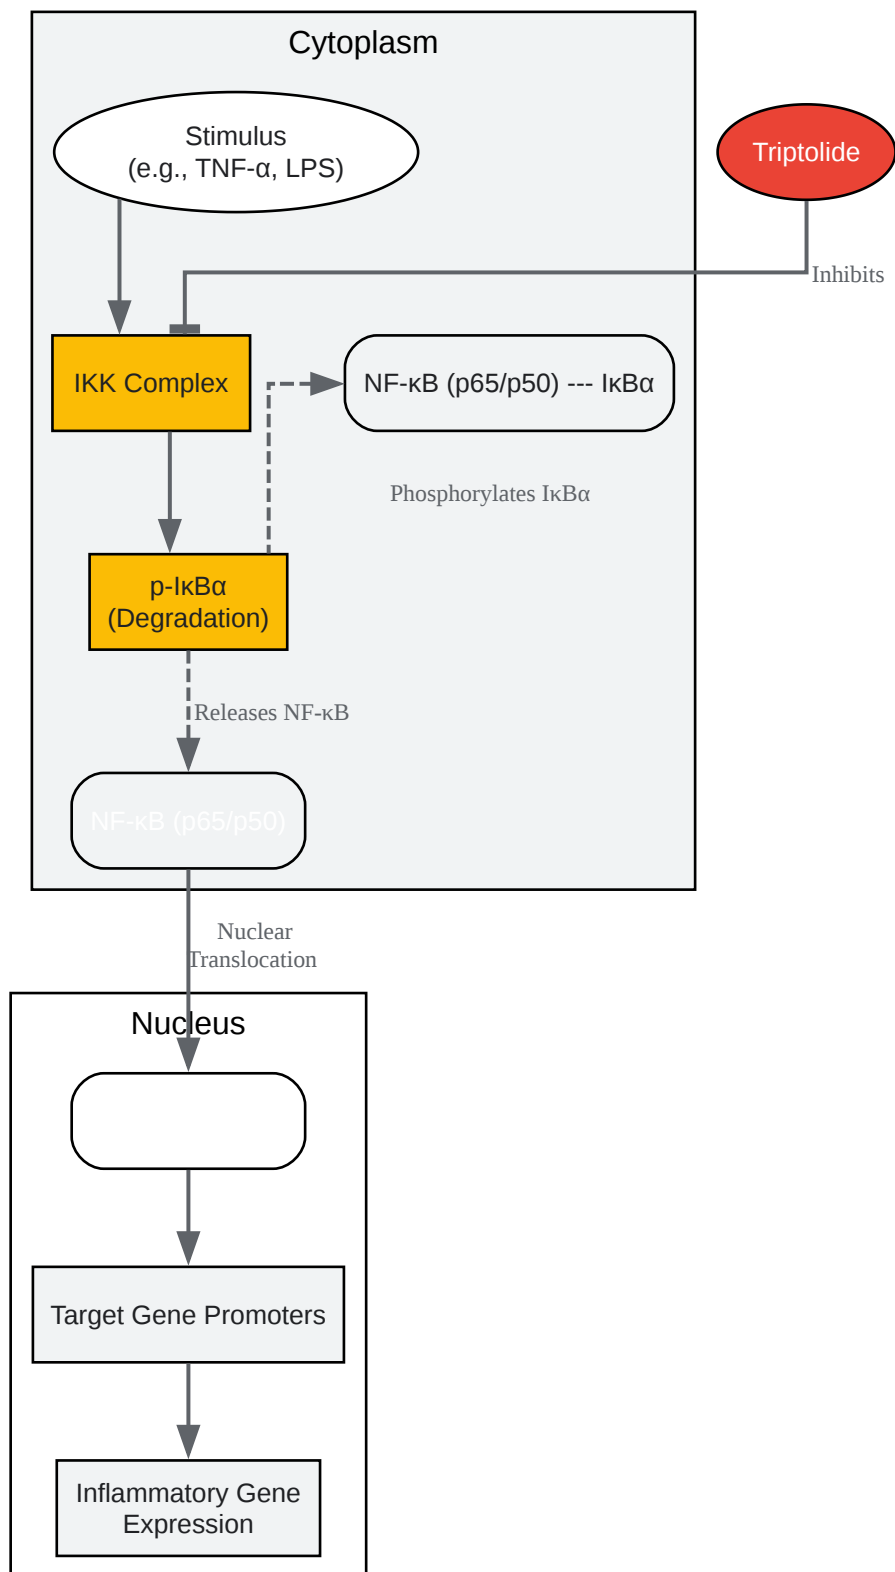 Cytoplasm
Stimulus
(e.g., TNF-α, LPS)
Triptolide
Inhibits
IKK Complex
NF-κB (p65/p50) --- IκBα
Phosphorylates IκBα
p-IκBα
(Degradation)
Releases NF-κB
NF-κB (p65/p50)
Nuclear
Translocation
Nucleus
Target Gene Promoters
Inflammatory Gene
Expression